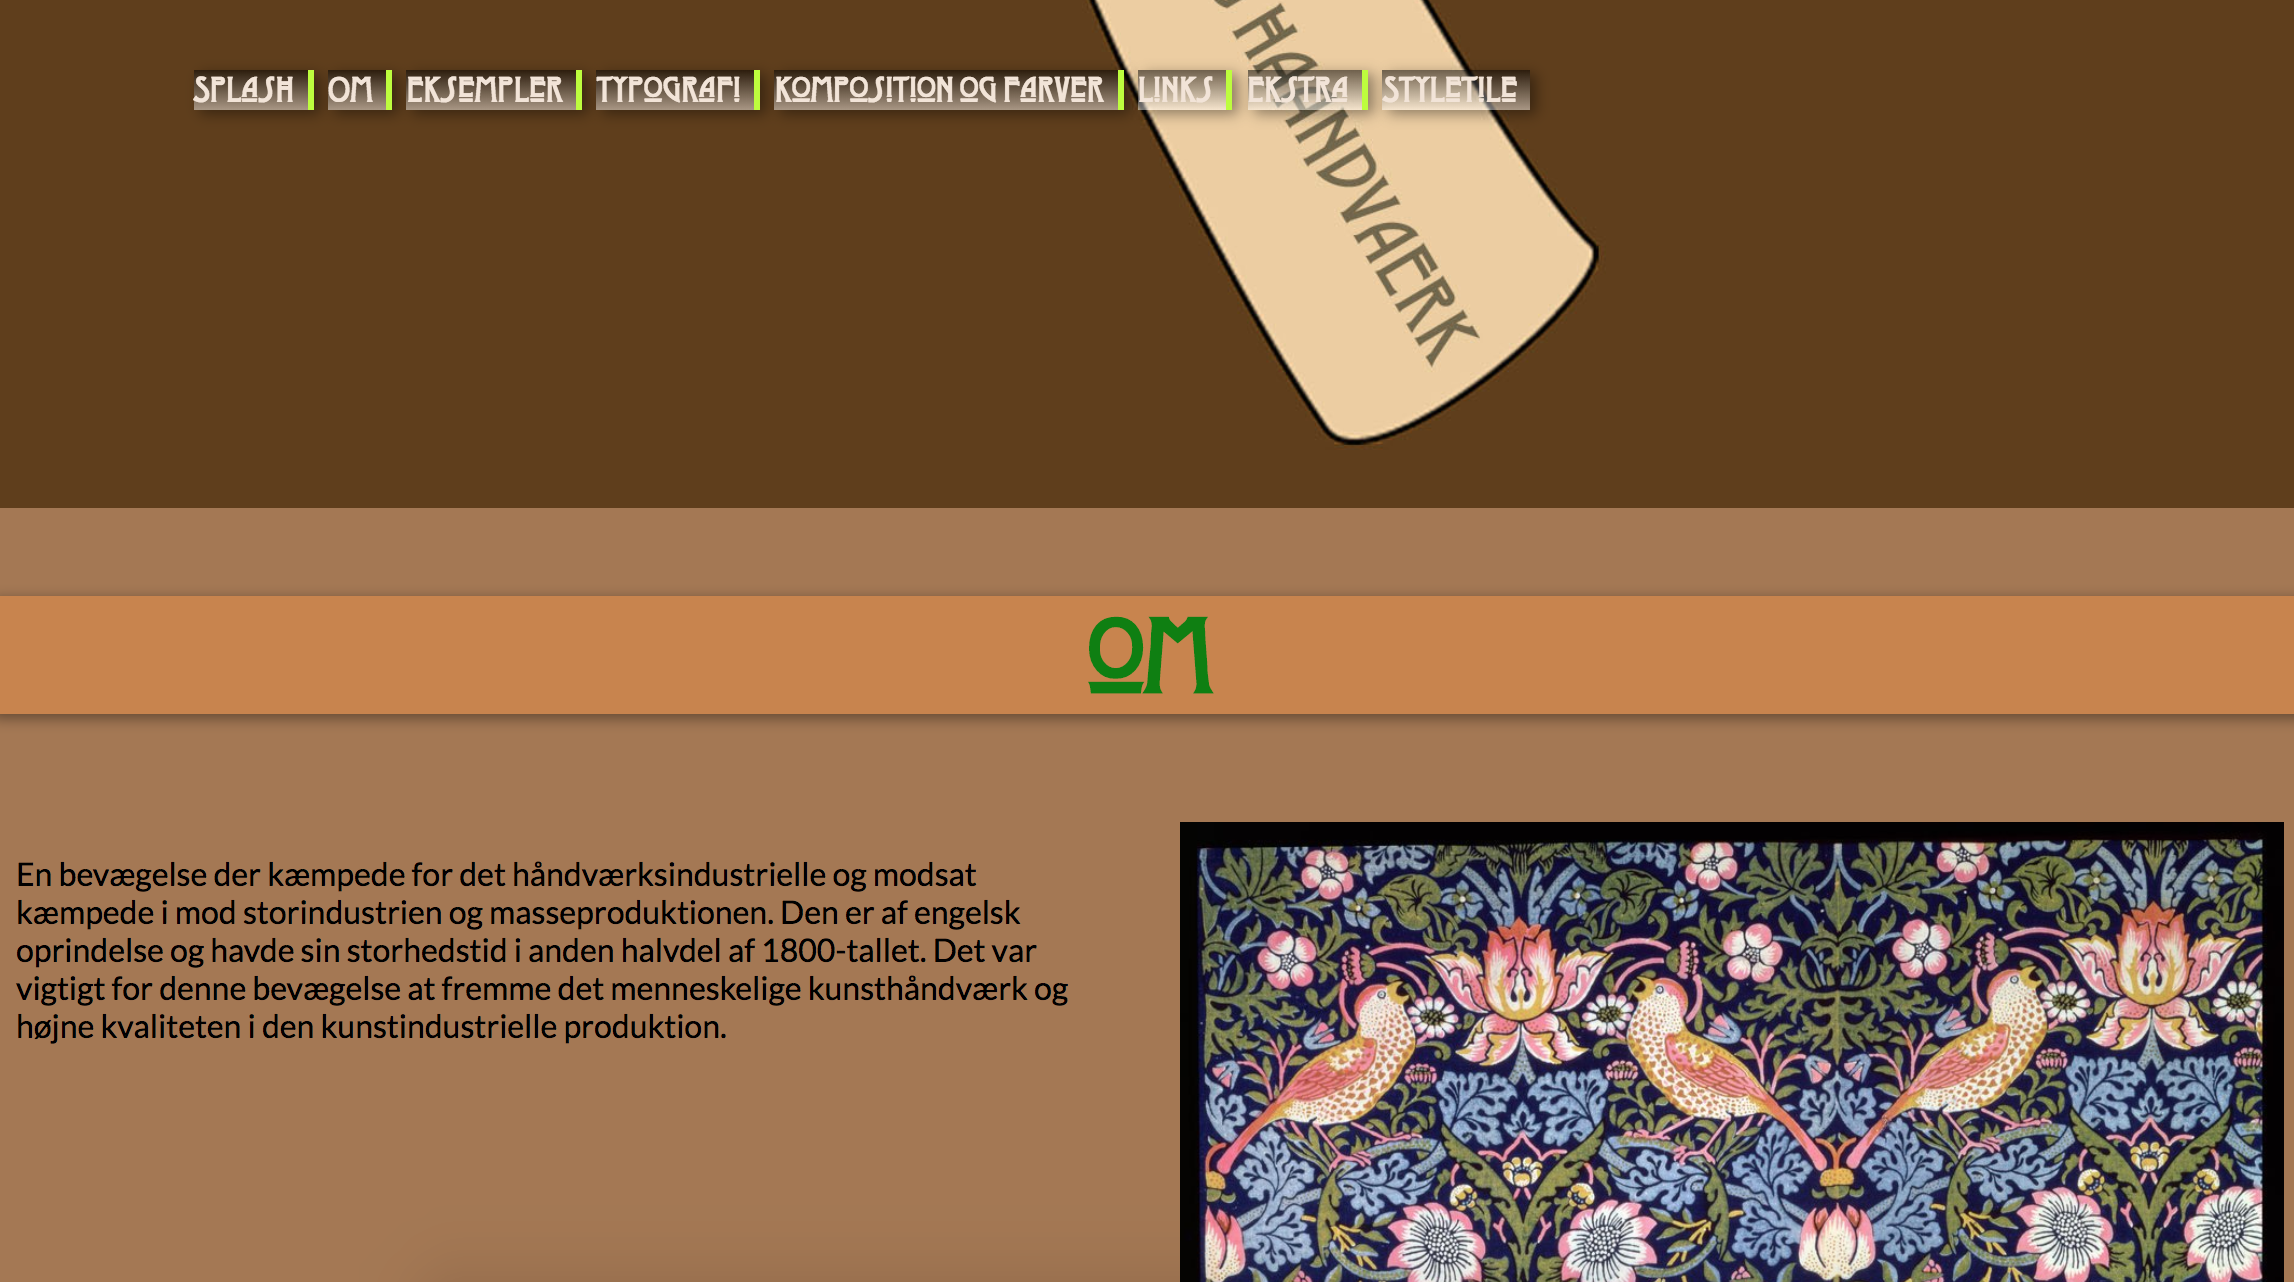 SPLASH OM EKSEMPLER TYPOGRAFI KOMPOSITION OG FARVER LINKS EKSTRA STYLETILE
HAANDVAERK
OM
En bevægelse der kæmpede for det håndværksindustrielle og modsat
kæmpede i mod storindustrien og masseproduktionen. Den er af engelsk
oprindelse og havde sin storhedstid i anden halvdel af 1800-tallet. Det var
vigtigt for denne bevægelse at fremme det menneskelige kunsthåndværk og
højne kvaliteten i den kunstindustrielle produktion.